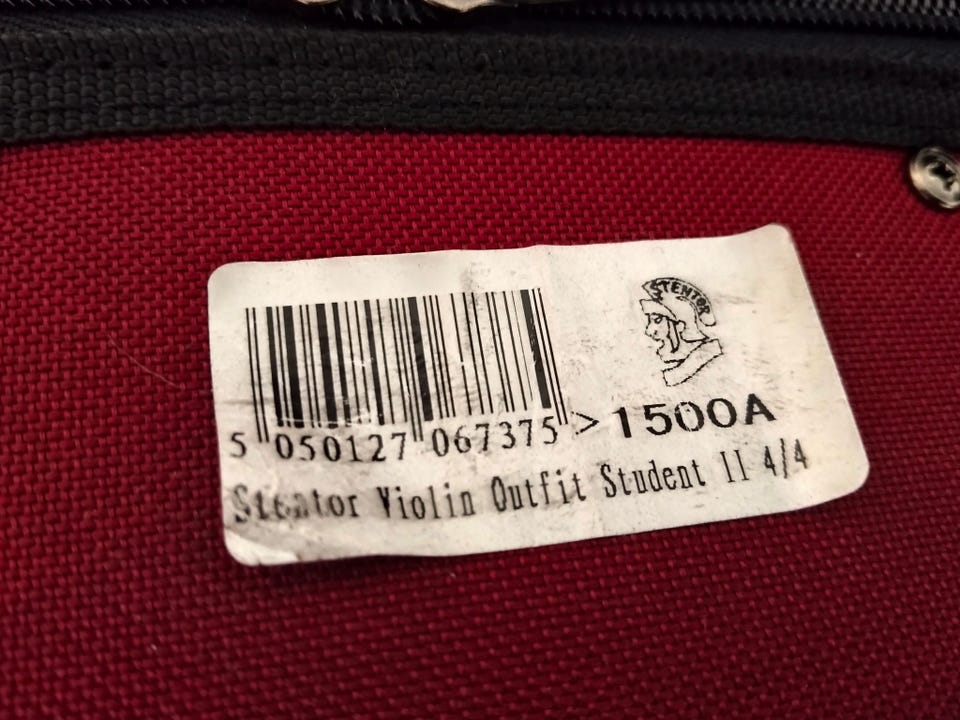 STENTOR
1500A
5 050127 067375 >
Stentor Violin Outfit Student II 4/4